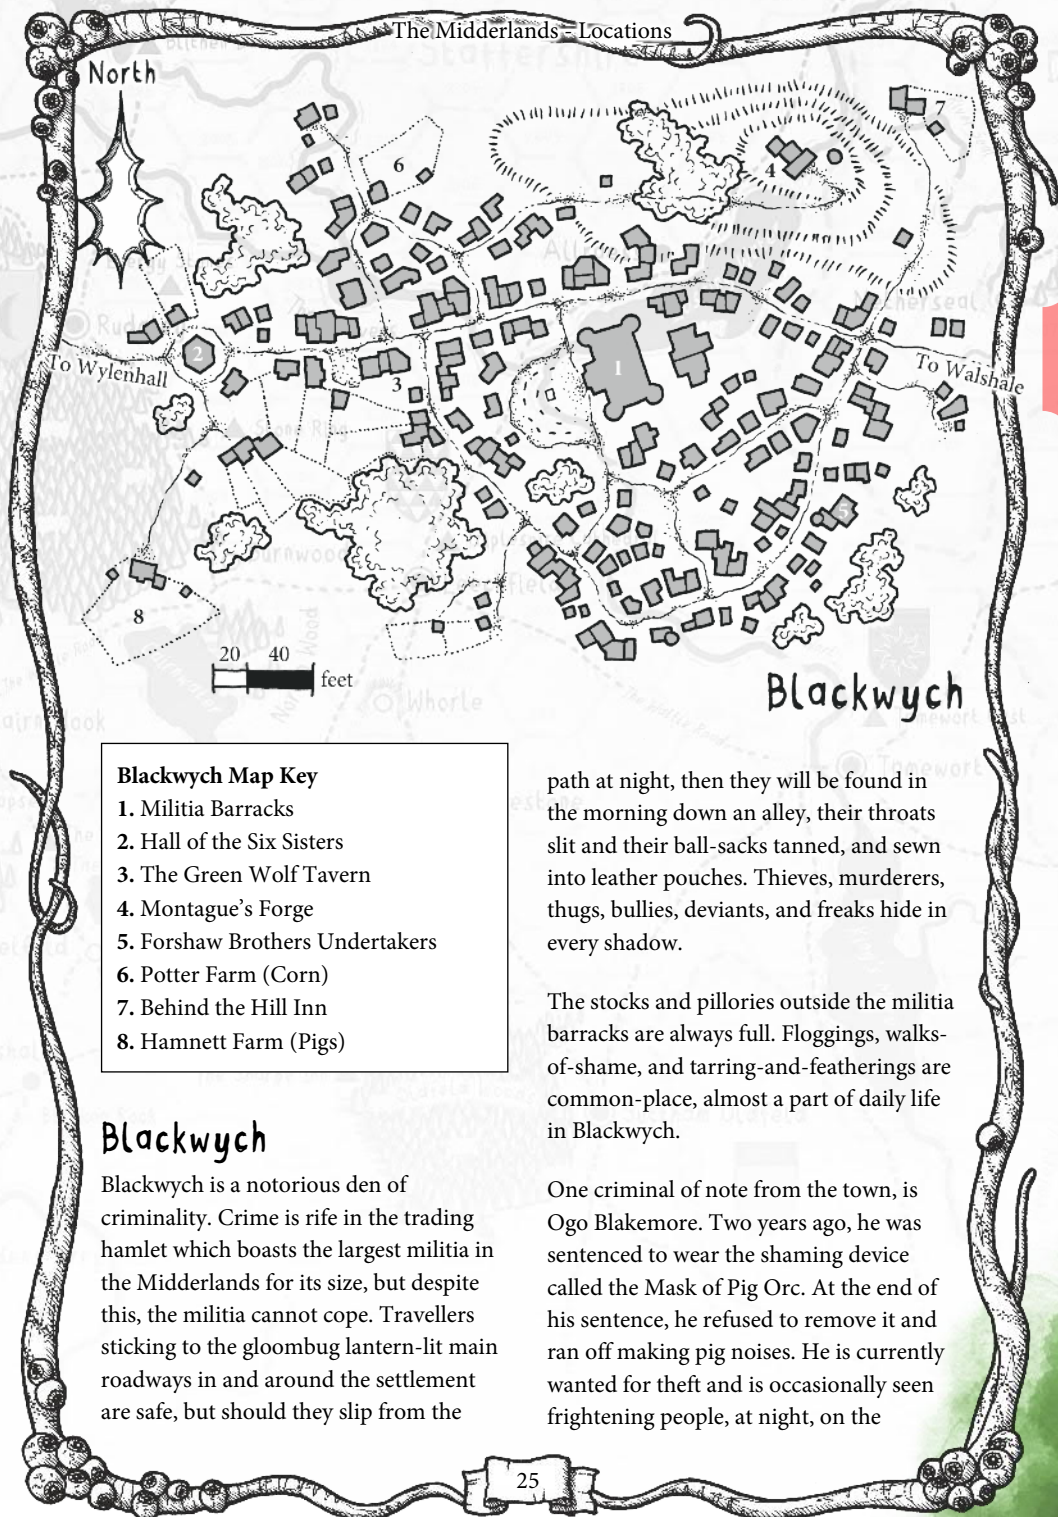 The Midderlands - Locations
North
7
6
4
2
To Wylenhall
1
3
To Walshale
5
8
20 40
feet
Blackwych
Blackwych Map Key
1. Militia Barracks
2. Hall of the Six Sisters
3. The Green Wolf Tavern
4. Montague’s Forge
5. Forshaw Brothers Undertakers
6. Potter Farm (Corn)
7. Behind the Hill Inn
8. Hamnett Farm (Pigs)
Blackwych
Blackwych is a notorious den of
criminality. Crime is rife in the trading
hamlet which boasts the largest militia in
the Midderlands for its size, but despite
this, the militia cannot cope. Travellers
sticking to the gloombug lantern-lit main
roadways in and around the settlement
are safe, but should they slip from the
path at night, then they will be found in
the morning down an alley, their throats
slit and their ball-sacks tanned, and sewn
into leather pouches. Thieves, murderers,
thugs, bullies, deviants, and freaks hide in
every shadow.
The stocks and pillories outside the militia
barracks are always full. Floggings, walks-
of-shame, and tarring-and-featherings are
common-place, almost a part of daily life
in Blackwych.
One criminal of note from the town, is
Ogo Blakemore. Two years ago, he was
sentenced to wear the shaming device
called the Mask of Pig Orc. At the end of
his sentence, he refused to remove it and
ran off making pig noises. He is currently
wanted for theft and is occasionally seen
frightening people, at night, on the
25
Whorle
Tamewort
Stone Ring